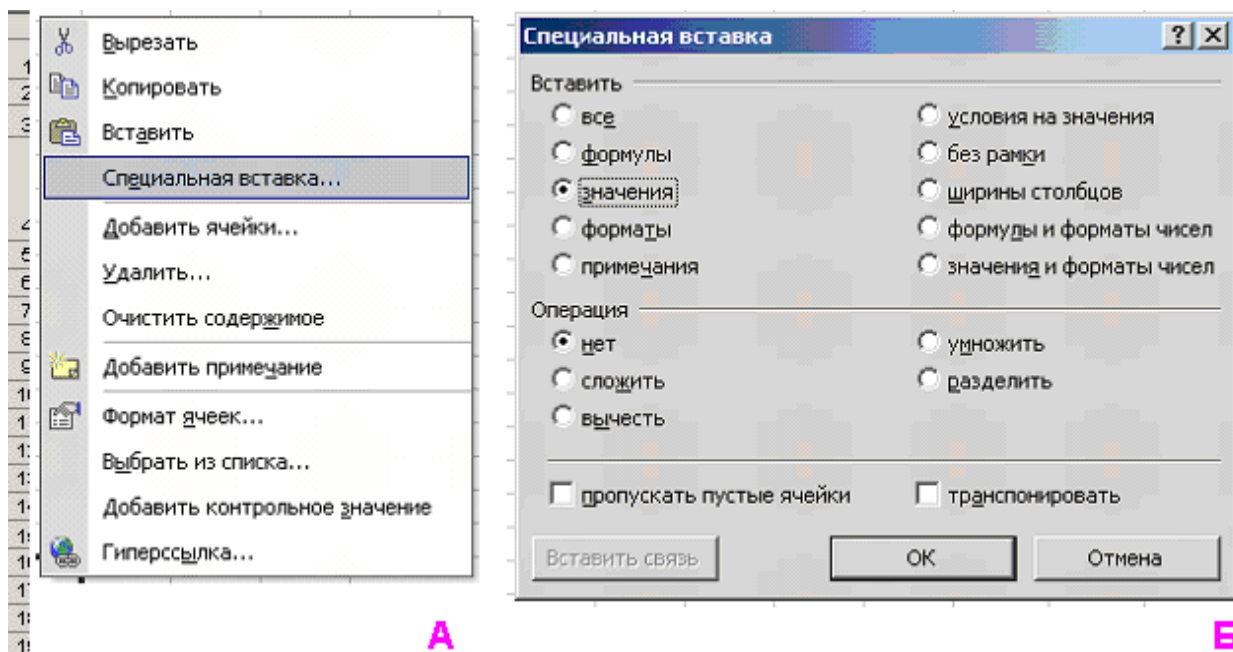 Вырезать
Копировать
Вставить
Специальная вставка...
Добавить ячейки...
Удалить...
Очистить содержимое
Добавить примечание
Формат ячеек...
Выбрать из списка...
Добавить контрольное значение
Гиперссылка...
А
Специальная вставка
Вставить
все
условия на значения
формулы
без рамки
значения
ширины столбцов
форматы
формулы и форматы чисел
примечания
значения и форматы чисел
Операция
нет
умножить
сложить
разделить
вычесть
пропускать пустые ячейки
транспонировать
Вставить связь
ОК
Отмена
Б